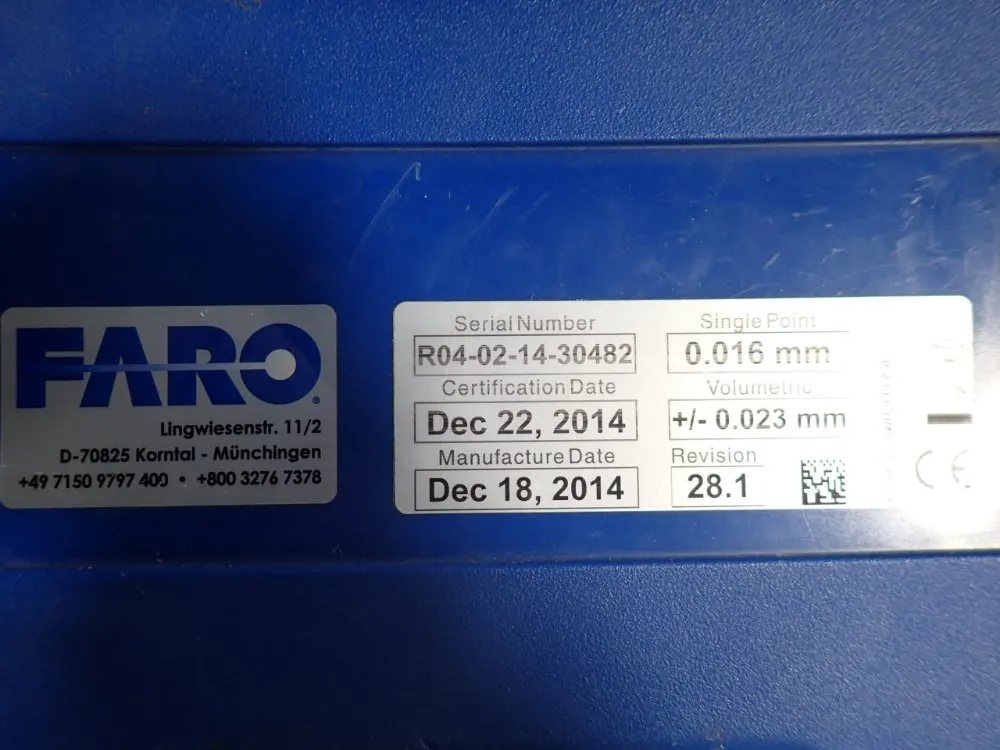 FARO®
Lingwiesenstr. 11/2
D-70825 Korntal - Münchingen
+49 7150 9797 400 • +800 3276 7378
Serial Number
R04-02-14-30482
Certification Date
Dec 22, 2014
Manufacture Date
Dec 18, 2014
Single Point
0.016 mm
Volumetric
+/- 0.023 mm
Revision
28.1
CE